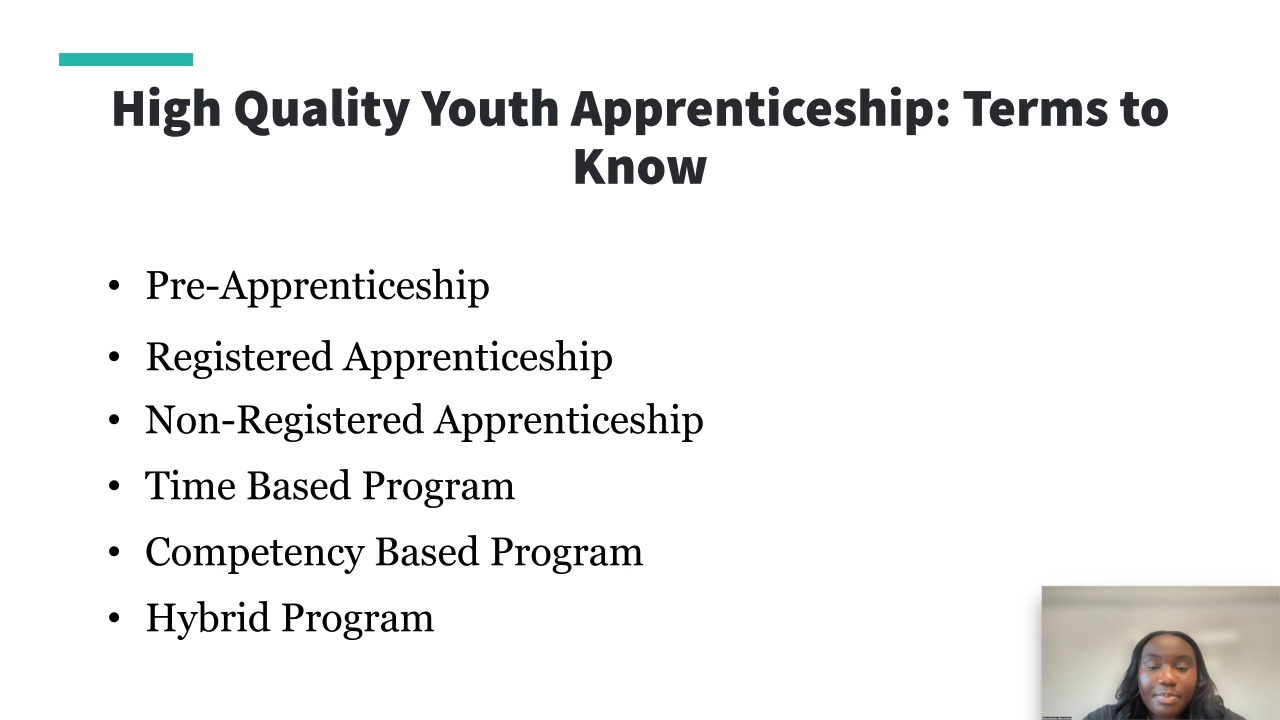 High Quality Youth Apprenticeship: Terms to
Know
• Pre-Apprenticeship
• Registered Apprenticeship
• Non-Registered Apprenticeship
• Time Based Program
• Competency Based Program
• Hybrid Program